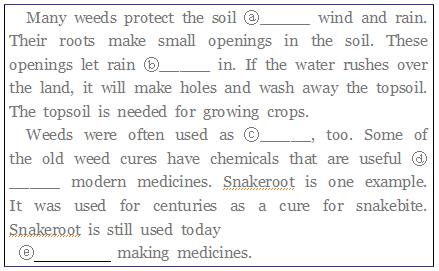 Many weeds protect the soil ⓐ______ wind and rain.
Their roots make small openings in the soil. These
openings let rain ⓑ______ in. If the water rushes over
the land, it will make holes and wash away the topsoil.
The topsoil is needed for growing crops.
Weeds were often used as ⓒ______, too. Some of
the old weed cures have chemicals that are useful ⓓ
______ modern medicines. Snakeroot is one example.
It was used for centuries as a cure for snakebite.
Snakeroot is still used today
ⓔ_________ making medicines.